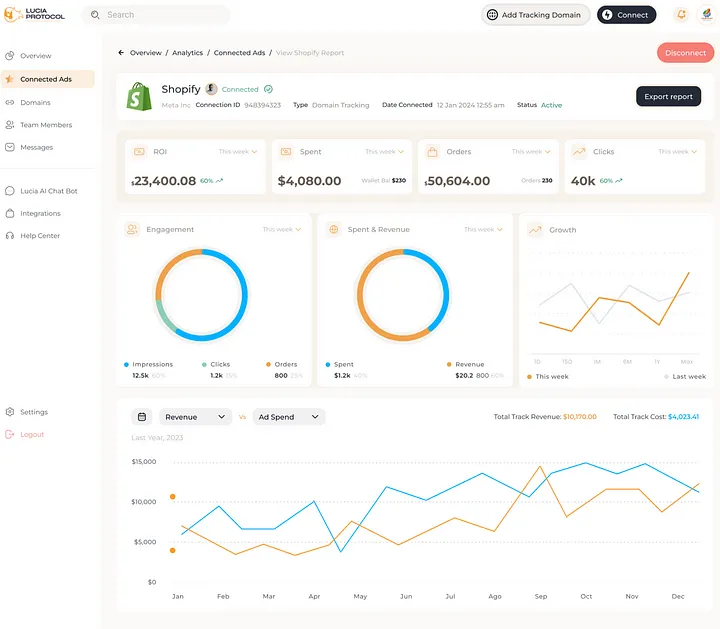 LUCIA
PROTOCOL
Search
Add Tracking Domain
Connect
Overview
Connected Ads
Domains
Team Members
Messages
Lucia AI Chat Bot
Integrations
Help Center
Settings
Logout
Overview / Analytics / Connected Ads / View Shopify Report
Disconnect
Shopify Connected
Meta Inc Connection ID 948394323 Type Domain Tracking Date Connected 12 Jan 2024 12:55 am Status Active
Export report
ROI This week
$23,400.08 60%
Spent This week
$4,080.00 Wallet Bal $230
Orders This week
$50,604.00 Orders 230
Clicks This week
40k 60%
Engagement This week
Impressions Clicks Orders
12.5k 60% 1.2k 15% 800 25%
Spent & Revenue This week
Spent Revenue
$1.2k 40% $20.2 800 60%
Growth
1D 15D 1M 6M 1Y Max
This week Last week
Revenue Vs Ad Spend
Total Track Revenue: $10,170.00 Total Track Cost: $4,023.41
Last Year, 2023
$15,000
$10,000
$5,000
$0
Jan Feb Mar Apr May Jun Jul Ago Sep Oct Nov Dec